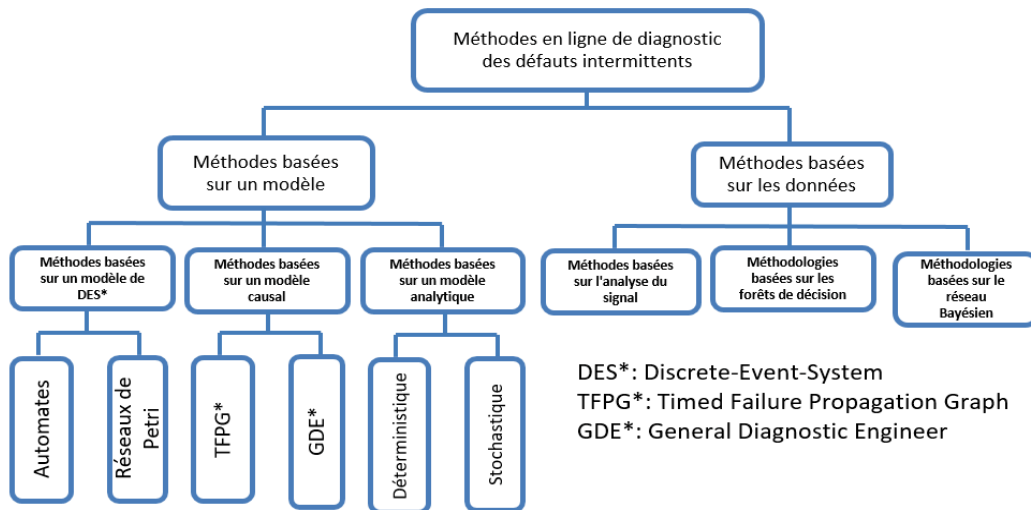 Méthodes en ligne de diagnostic
des défauts intermittents
Méthodes basées
sur un modèle
Méthodes basées
sur les données
Méthodes basées
sur un modèle de
DES*
Méthodes basées
sur un modèle
causal
Méthodes basées
sur un modèle
analytique
Méthodes basées
sur l'analyse du
signal
Méthodologies
basées sur les
forêts de décision
Méthodologies
basées sur le
réseau
Bayésien
Automates
Réseaux de
Petri
TFPG*
GDE*
Déterministique
Stochastique
DES*: Discrete-Event-System
TFPG*: Timed Failure Propagation Graph
GDE*: General Diagnostic Engineer